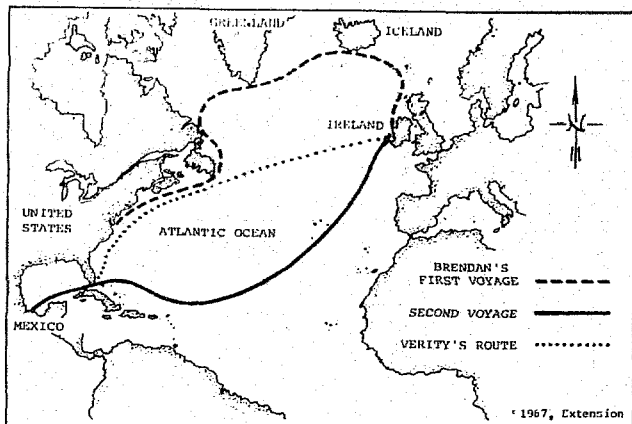 GREENLAND
ICELAND
IRELAND
N
UNITED
STATES
ATLANTIC OCEAN
MEXICO
BRENDAN'S
FIRST VOYAGE
SECOND VOYAGE
VERITY'S ROUTE
1967, Extension